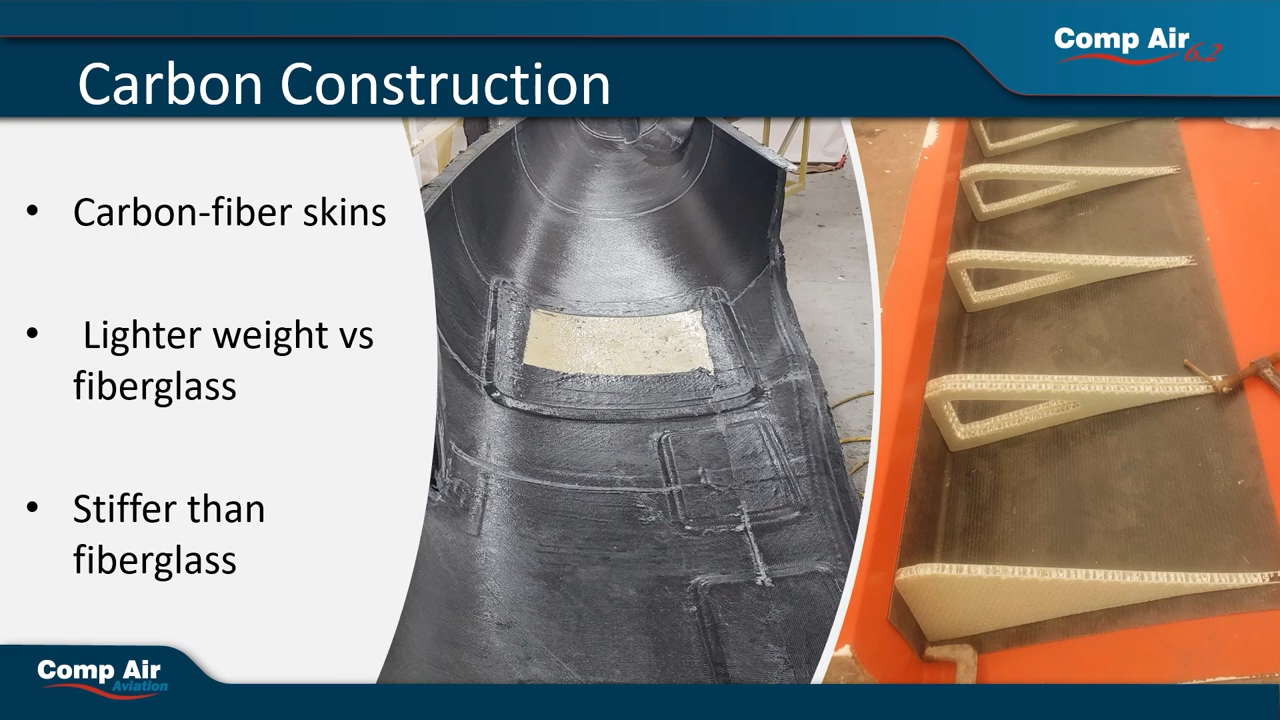 Comp Air
6.2
Carbon Construction
• Carbon-fiber skins
• Lighter weight vs
fiberglass
• Stiffer than
fiberglass
Comp Air
Aviation